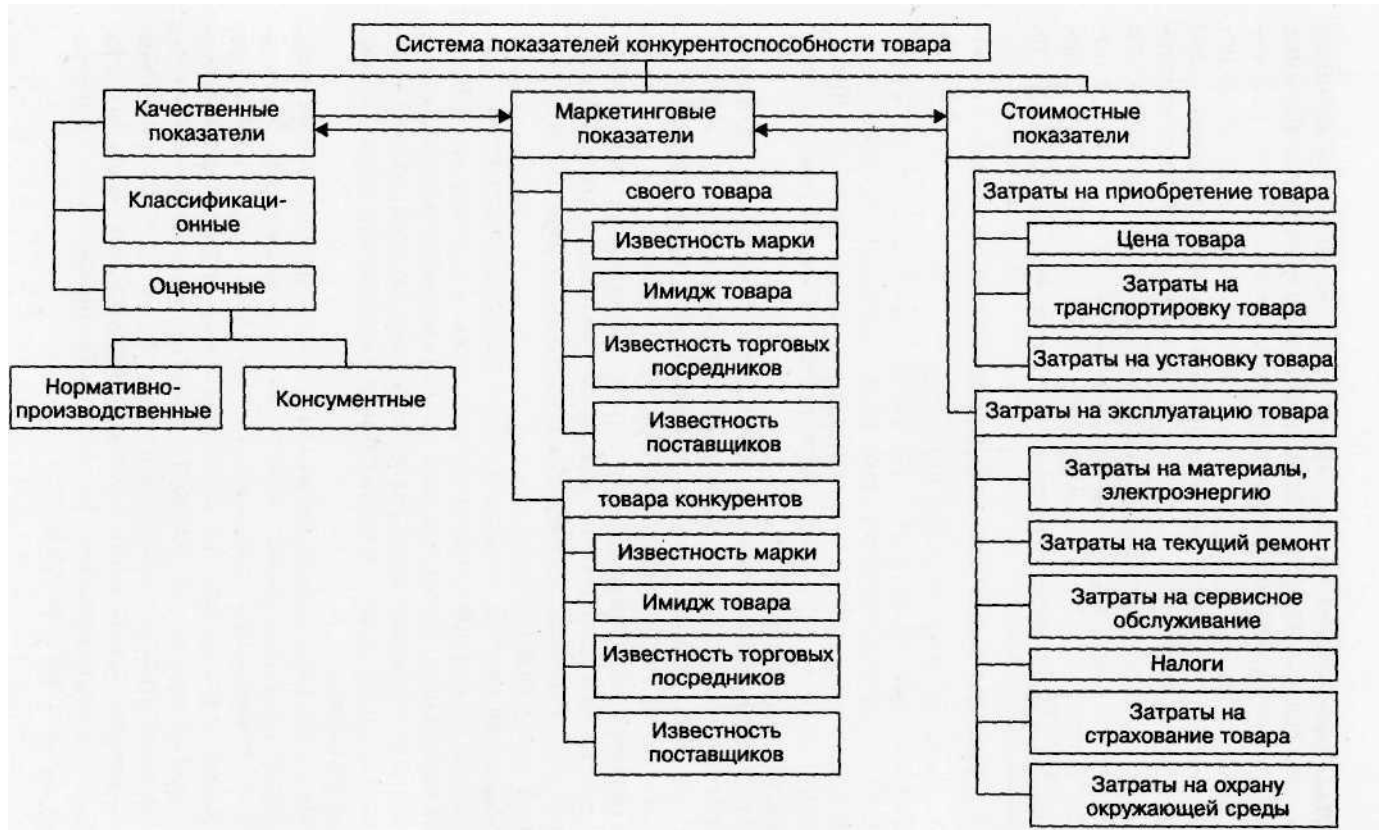 Система показателей конкурентоспособности товара
Качественные
показатели
Классификаци-
онные
Оценочные
Нормативно-
производственные
Консументные
Маркетинговые
показатели
своего товара
Известность марки
Имидж товара
Известность торговых
посредников
Известность
поставщиков
товара конкурентов
Известность марки
Имидж товара
Известность торговых
посредников
Известность
поставщиков
Стоимостные
показатели
Затраты на приобретение товара
Цена товара
Затраты на
транспортировку товара
Затраты на установку товара
Затраты на эксплуатацию товара
Затраты на материалы,
электроэнергию
Затраты на текущий ремонт
Затраты на сервисное
обслуживание
Налоги
Затраты на
страхование товара
Затраты на охрану
окружающей среды